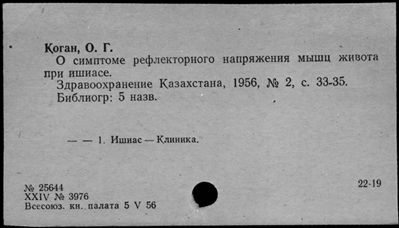 Коган, О. Г.
О симптоме рефлекторного напряжения мышц живота
при ишиасе.
Здравоохранение Казахстана, 1956, № 2, с. 33-35.
Библиогр: 5 назв.
— — 1. Ишиас — Клиника.
№ 25644
22-19
XXIV № 3976
Всесоюз. кн. палата 5 V 56